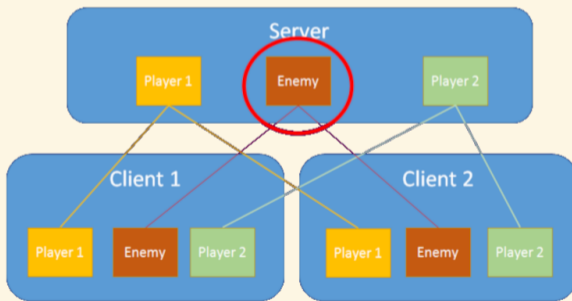 Server
Player 1
Enemy
Player 2
Client 1
Client 2
Player 1
Enemy
Player 2
Player 1
Enemy
Player 2